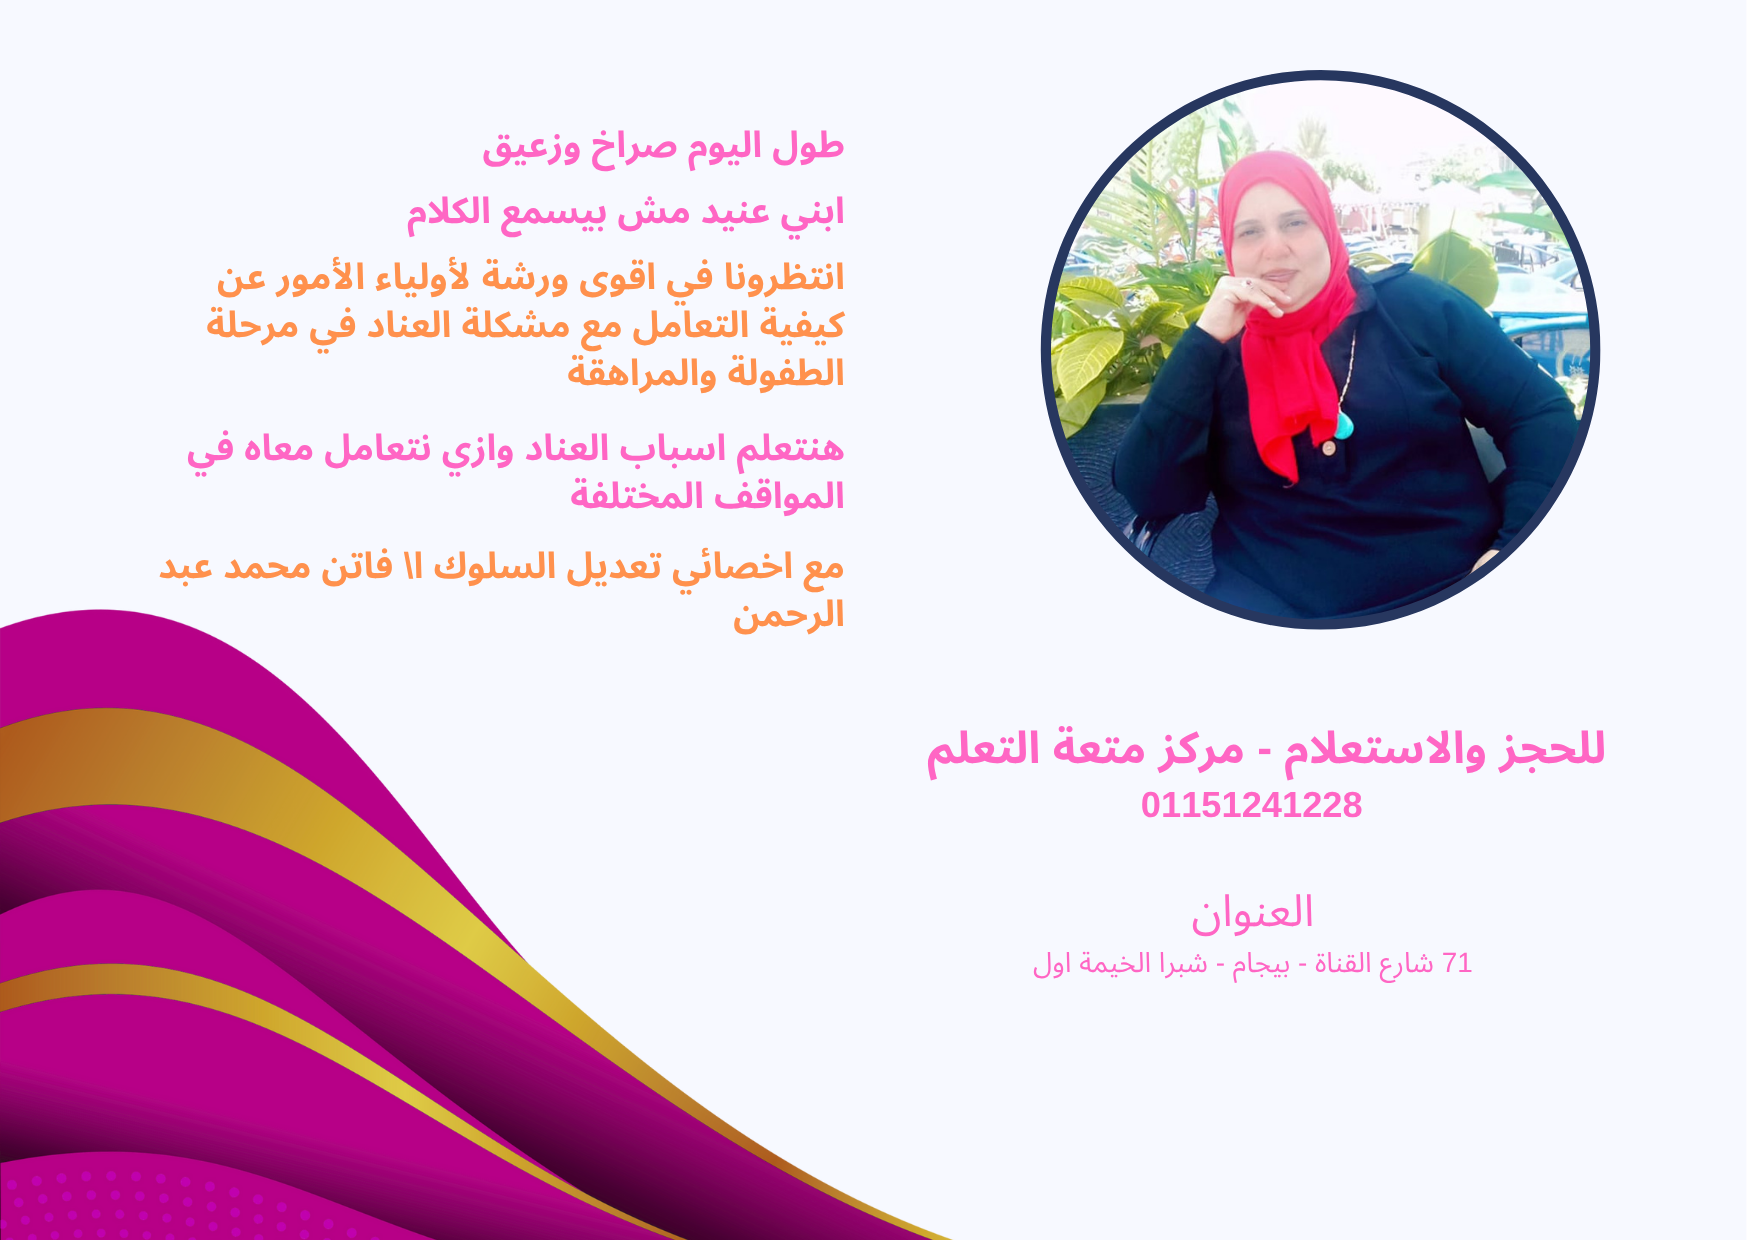 طول اليوم صراخ وزعيق
ابني عنيد مش بيسمع الكلام
انتظرونا في اقوى ورشة لأولياء الأمور عن
كيفية التعامل مع مشكلة العناد في مرحلة
الطفولة والمراهقة
هنتعلم اسباب العناد وازي نتعامل معاه في
المواقف المختلفة
مع اخصائي تعديل السلوك ا\ فاتن محمد عبد
الرحمن
للحجز والاستعلام - مركز متعة التعلم
01151241228
العنوان
71 شارع القناة - بيجام - شبرا الخيمة اول